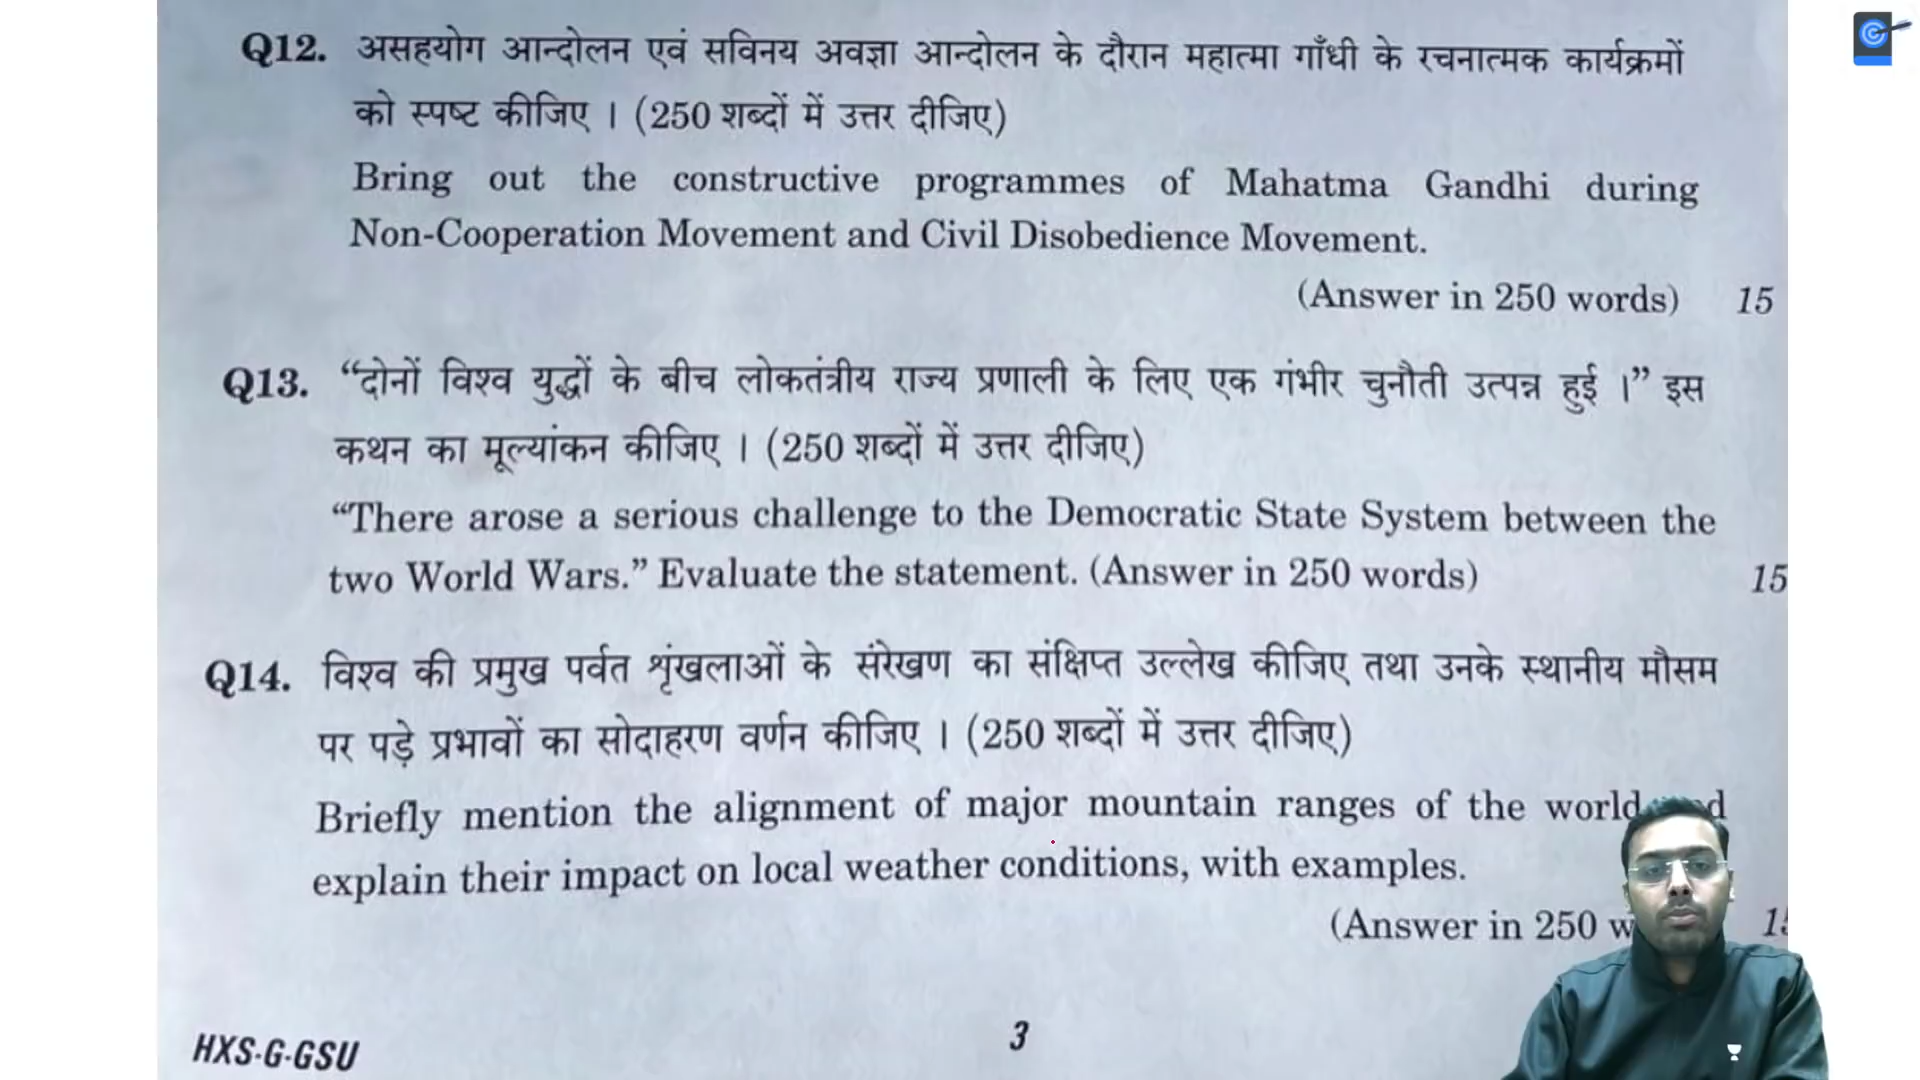 Q12. असहयोग आन्दोलन एवं सविनय अवज्ञा आन्दोलन के दौरान महात्मा गाँधी के रचनात्मक कार्यक्रमों
को स्पष्ट कीजिए । (250 शब्दों में उत्तर दीजिए)
Bring out the constructive programmes of Mahatma Gandhi during
Non-Cooperation Movement and Civil Disobedience Movement.
(Answer in 250 words) 15
Q13. “दोनों विश्व युद्धों के बीच लोकतंत्रीय राज्य प्रणाली के लिए एक गंभीर चुनौती उत्पन्न हुई ।” इस
कथन का मूल्यांकन कीजिए । (250 शब्दों में उत्तर दीजिए)
“There arose a serious challenge to the Democratic State System between the
two World Wars.” Evaluate the statement. (Answer in 250 words) 15
Q14. विश्व की प्रमुख पर्वत शृंखलाओं के संरेखण का संक्षिप्त उल्लेख कीजिए तथा उनके स्थानीय मौसम
पर पड़े प्रभावों का सोदाहरण वर्णन कीजिए । (250 शब्दों में उत्तर दीजिए)
Briefly mention the alignment of major mountain ranges of the world
explain their impact on local weather conditions, with examples.
(Answer in 250
HXS-G-GSU 3